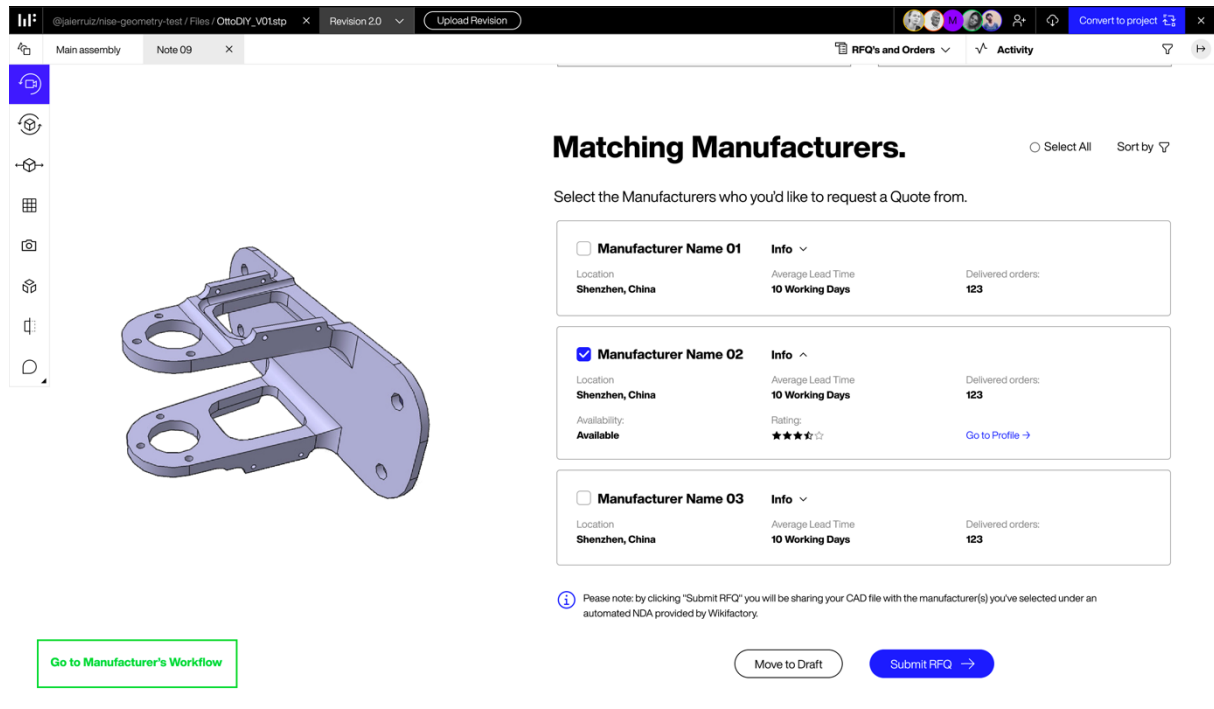 @jaierruiz/nise-geometry-test / Files / OttoDIY_V01.stp
Revision 2.0
Upload Revision
M
Convert to project
Main assembly
Note 09
RFQ's and Orders
Activity
Matching Manufacturers.
Select All
Sort by
Select the Manufacturers who you'd like to request a Quote from.
Manufacturer Name 01
Info
Location
Average Lead Time
Delivered orders:
Shenzhen, China
10 Working Days
123
Manufacturer Name 02
Info
Location
Average Lead Time
Delivered orders:
Shenzhen, China
10 Working Days
123
Availability:
Rating:
Available
Go to Profile
Manufacturer Name 03
Info
Location
Average Lead Time
Delivered orders:
Shenzhen, China
10 Working Days
123
Pease note: by clicking "Submit RFQ" you will be sharing your CAD file with the manufacturer(s) you've selected under an
automated NDA provided by Wikifactory.
Go to Manufactu
er's Workflow
Move to Draft
Submit RFQ